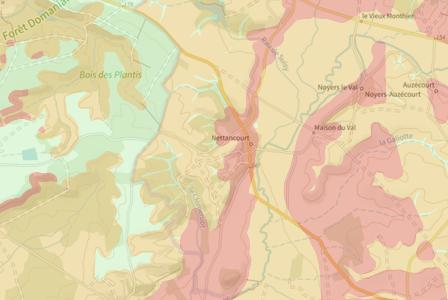 Forêt Domaniale
le Vieux Monthier
Bois des Plantis
Noyers le Val
Auzécourt
Noyers-Auzécourt
Maison du Val
Nettancourt
la Galiotte